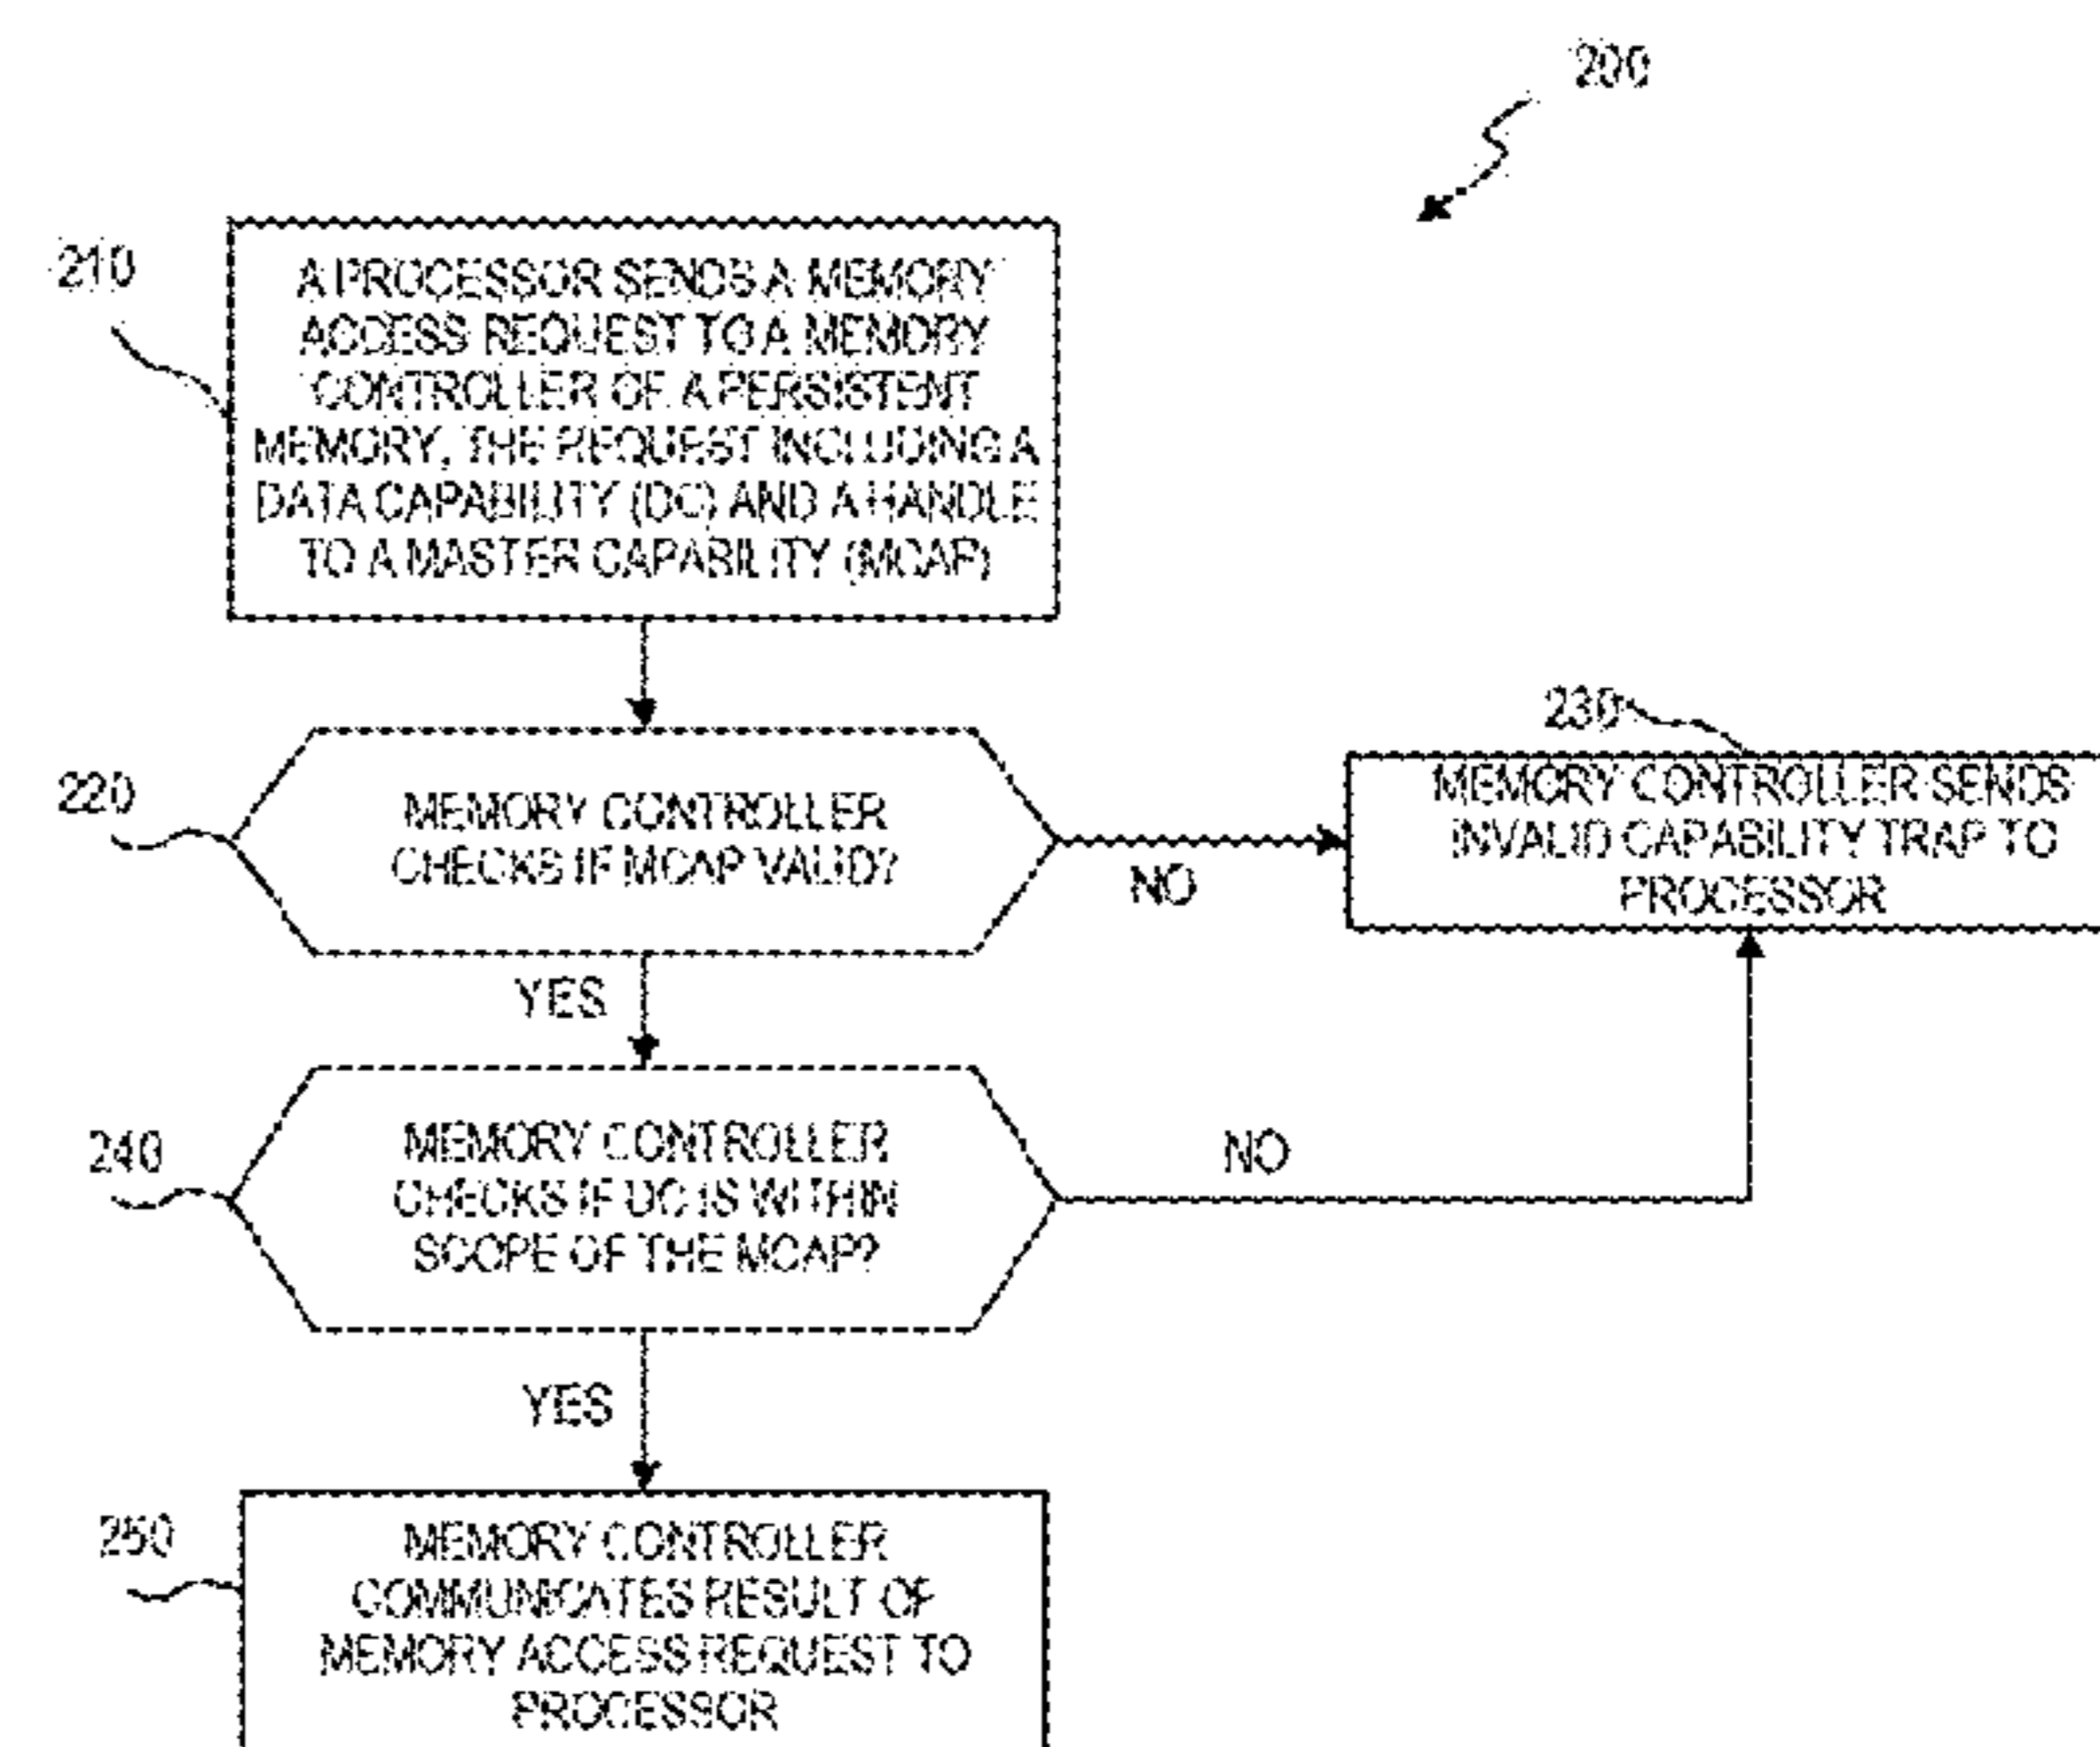 200
210
A PROCESSOR SENDS A MEMORY
ACCESS REQUEST TO A MEMORY
CONTROLLER OF A PERSISTENT
MEMORY, THE REQUEST INCLUDING A
DATA CAPABILITY (DC) AND A HANDLE
TO A MASTER CAPABILITY (MCAP)
220
MEMORY CONTROLLER
CHECKS IF MCAP VALID?
NO
230
MEMORY CONTROLLER SENDS
INVALID CAPABILITY TRAP TO
PROCESSOR
YES
240
MEMORY CONTROLLER
CHECKS IF DC IS WITHIN
SCOPE OF THE MCAP?
NO
YES
250
MEMORY CONTROLLER
COMMUNICATES RESULT OF
MEMORY ACCESS REQUEST TO
PROCESSOR